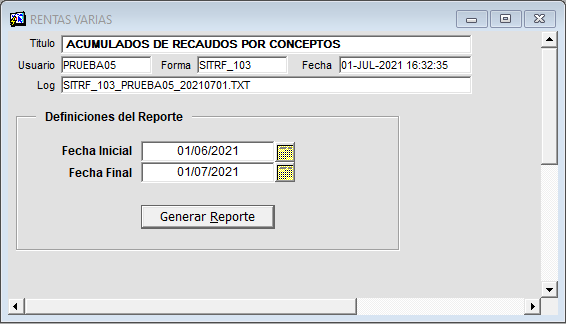 RENTAS VARIAS
Titulo ACUMULADOS DE RECAUDOS POR CONCEPTOS
Usuario PRUEBA05 Forma SITRF_103 Fecha 01-JUL-2021 16:32:35
Log SITRF_103_PRUEBA05_20210701.TXT
Definiciones del Reporte
Fecha Inicial 01/06/2021
Fecha Final 01/07/2021
Generar Reporte